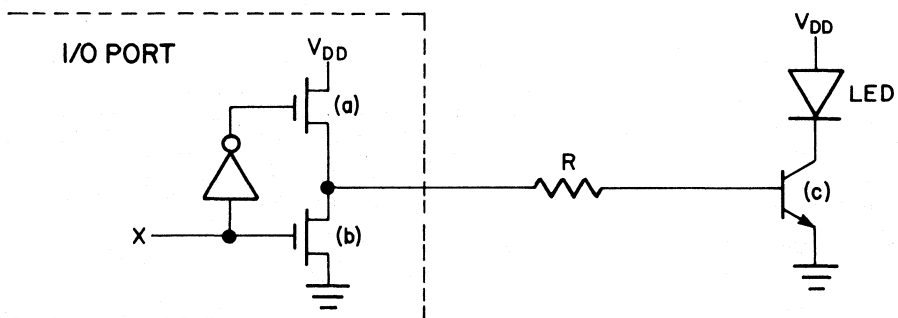 I/O PORT
VDD
(a)
X
(b)
R
VDD
LED
(c)